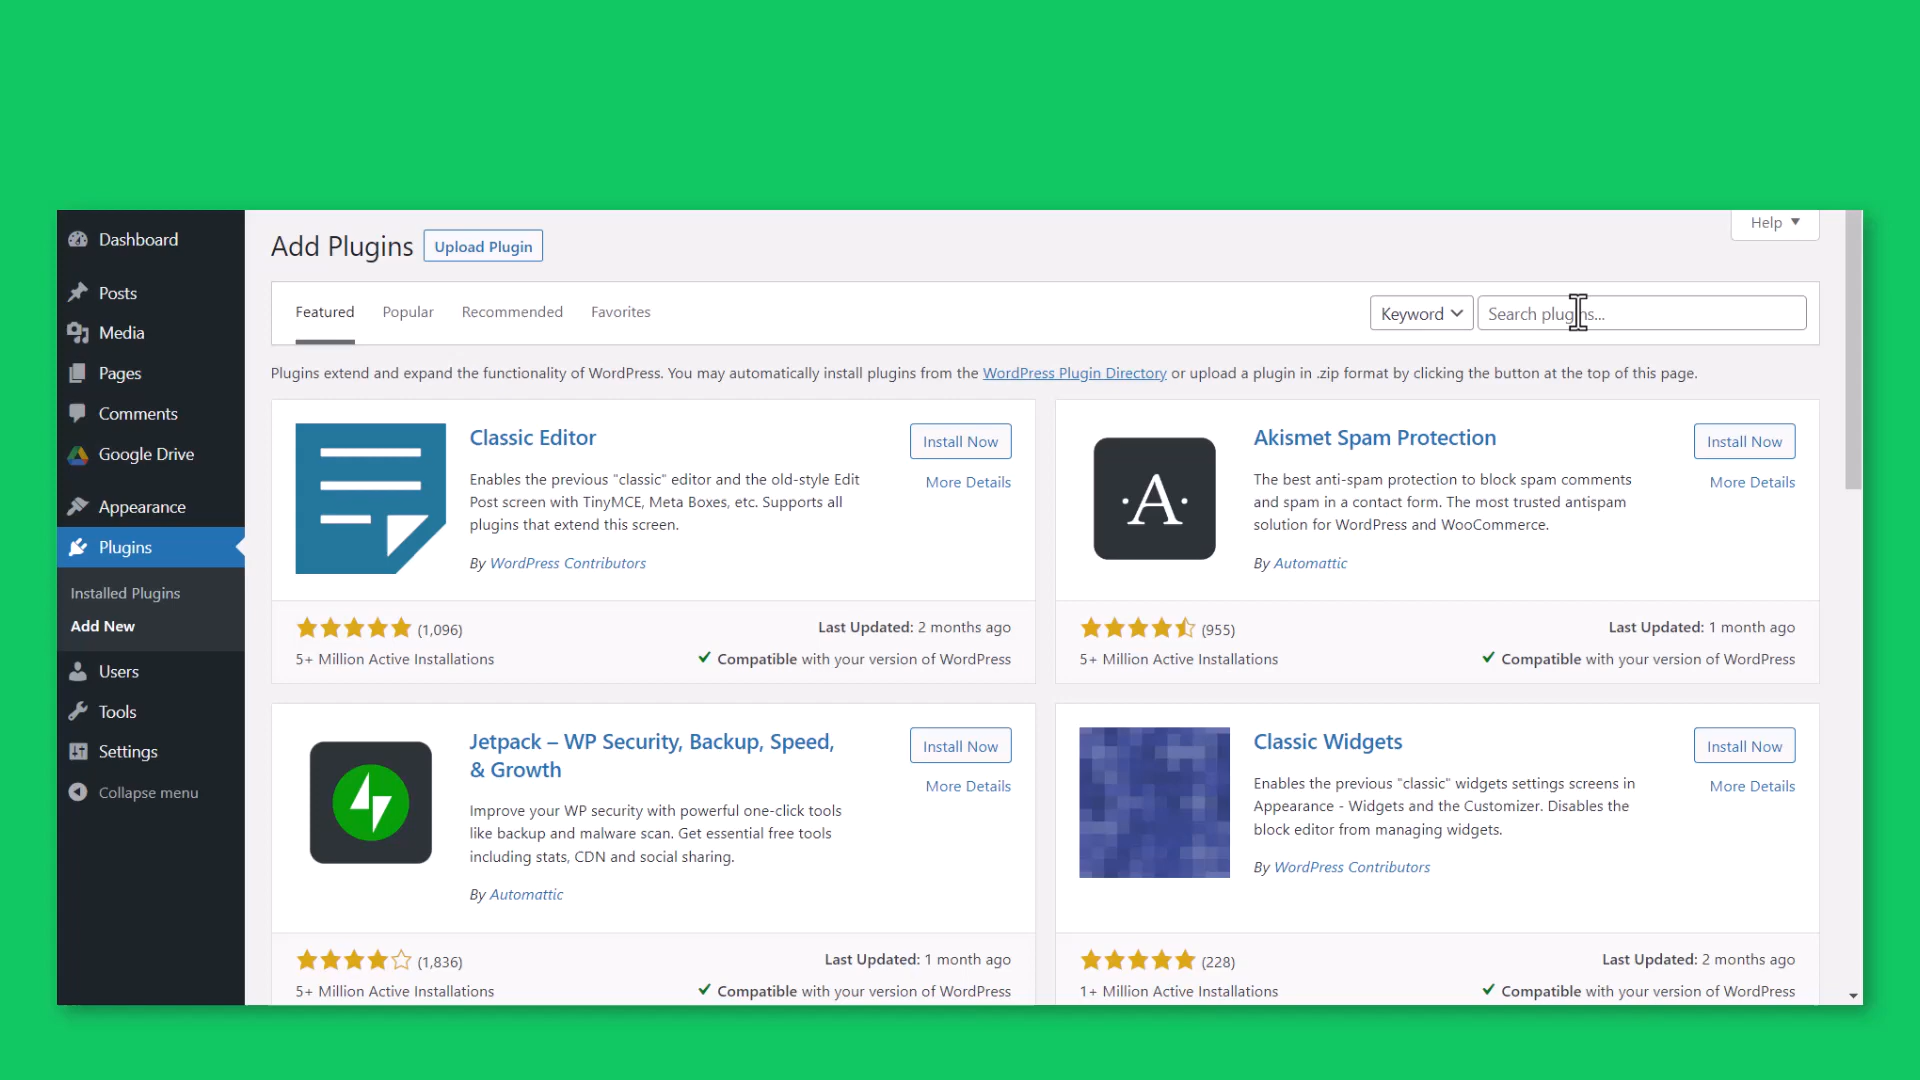 Dashboard
Posts
Media
Pages
Comments
Google Drive
Appearance
Plugins
Installed Plugins
Add New
Users
Tools
Settings
Collapse menu
Help
Add Plugins Upload Plugin
Featured Popular Recommended Favorites Keyword Search plugins...
Plugins extend and expand the functionality of WordPress. You may automatically install plugins from the WordPress Plugin Directory or upload a plugin in .zip format by clicking the button at the top of this page.
Classic Editor
Install Now
More Details
Enables the previous "classic" editor and the old-style Edit
Post screen with TinyMCE, Meta Boxes, etc. Supports all
plugins that extend this screen.
By WordPress Contributors
(1,096) Last Updated: 2 months ago
5+ Million Active Installations Compatible with your version of WordPress
·A·
Akismet Spam Protection
Install Now
More Details
The best anti-spam protection to block spam comments
and spam in a contact form. The most trusted antispam
solution for WordPress and WooCommerce.
By Automattic
(955) Last Updated: 1 month ago
5+ Million Active Installations Compatible with your version of WordPress
Jetpack – WP Security, Backup, Speed,
& Growth
Install Now
More Details
Improve your WP security with powerful one-click tools
like backup and malware scan. Get essential free tools
including stats, CDN and social sharing.
By Automattic
(1,836) Last Updated: 1 month ago
5+ Million Active Installations Compatible with your version of WordPress
Classic Widgets
Install Now
More Details
Enables the previous "classic" widgets settings screens in
Appearance - Widgets and the Customizer. Disables the
block editor from managing widgets.
By WordPress Contributors
(228) Last Updated: 2 months ago
1+ Million Active Installations Compatible with your version of WordPress